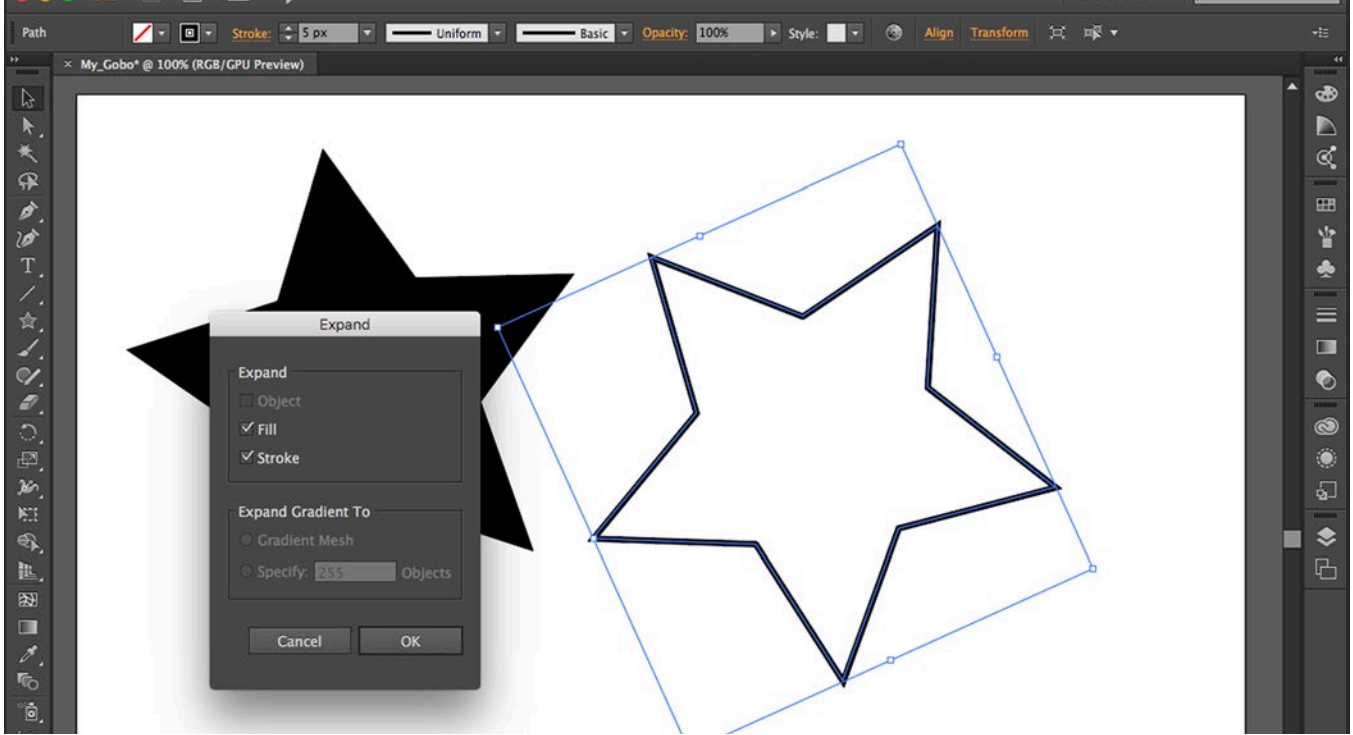 Path Stroke: 5 px Uniform Basic Opacity: 100% Style: Align Transform
× My_Gobo* @ 100% (RGB/GPU Preview)
Expand
Expand
Object
Fill
Stroke
Expand Gradient To
Gradient Mesh
Specify: 255 Objects
Cancel OK